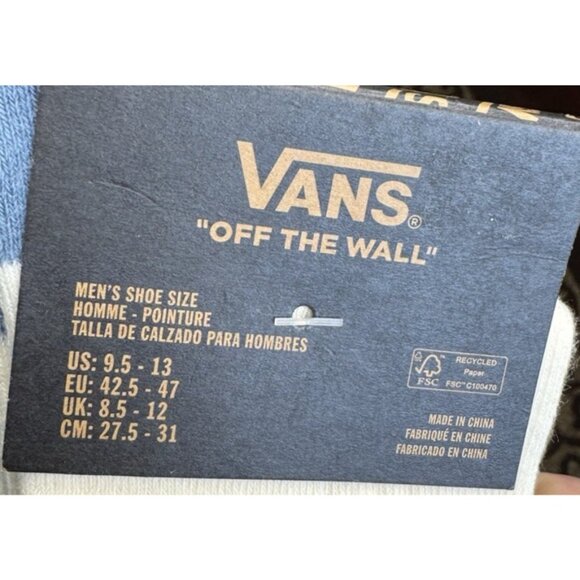 VANS®
"OFF THE WALL"
MEN'S SHOE SIZE
HOMME - POINTURE
TALLA DE CALZADO PARA HOMBRES
US: 9.5 - 13
EU: 42.5 - 47
UK: 8.5 - 12
CM: 27.5 - 31
FSC
RECYCLED
Paper
FSC™ C100470
MADE IN CHINA
FABRIQUÉ EN CHINE
FABRICADO EN CHINA